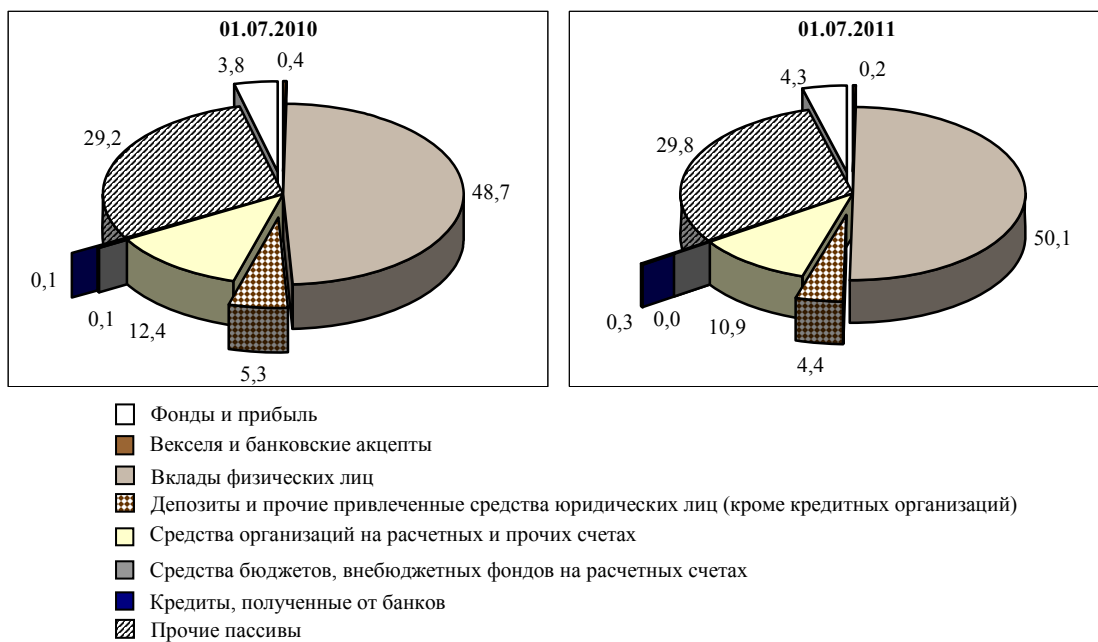 01.07.2010
3,8
0,4
29,2
48,7
0,1
0,1
12,4
5,3
01.07.2011
4,3
0,2
29,8
50,1
0,3
0,0
10,9
4,4
Фонды и прибыль
Векселя и банковские акцепты
Вклады физических лиц
Депозиты и прочие привлеченные средства юридических лиц (кроме кредитных организаций)
Средства организаций на расчетных и прочих счетах
Средства бюджетов, внебюджетных фондов на расчетных счетах
Кредиты, полученные от банков
Прочие пассивы